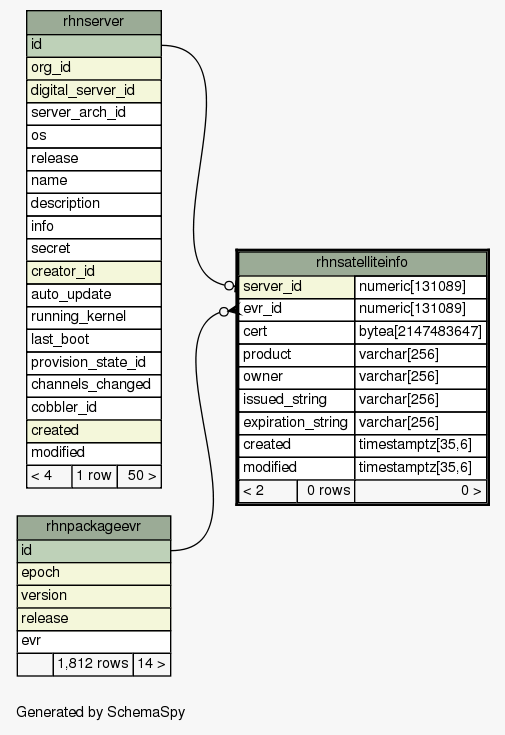 rhnserver
id
org_id
digital_server_id
server_arch_id
os
release
name
description
info
secret
creator_id
auto_update
running_kernel
last_boot
provision_state_id
channels_changed
cobbler_id
created
modified
< 4 1 row 50 >
rhnsatelliteinfo
server_id numeric[131089]
evr_id numeric[131089]
cert bytea[2147483647]
product varchar[256]
owner varchar[256]
issued_string varchar[256]
expiration_string varchar[256]
created timestamptz[35,6]
modified timestamptz[35,6]
< 2 0 rows 0 >
rhnpackageevr
id
epoch
version
release
evr
1,812 rows 14 >
Generated by SchemaSpy